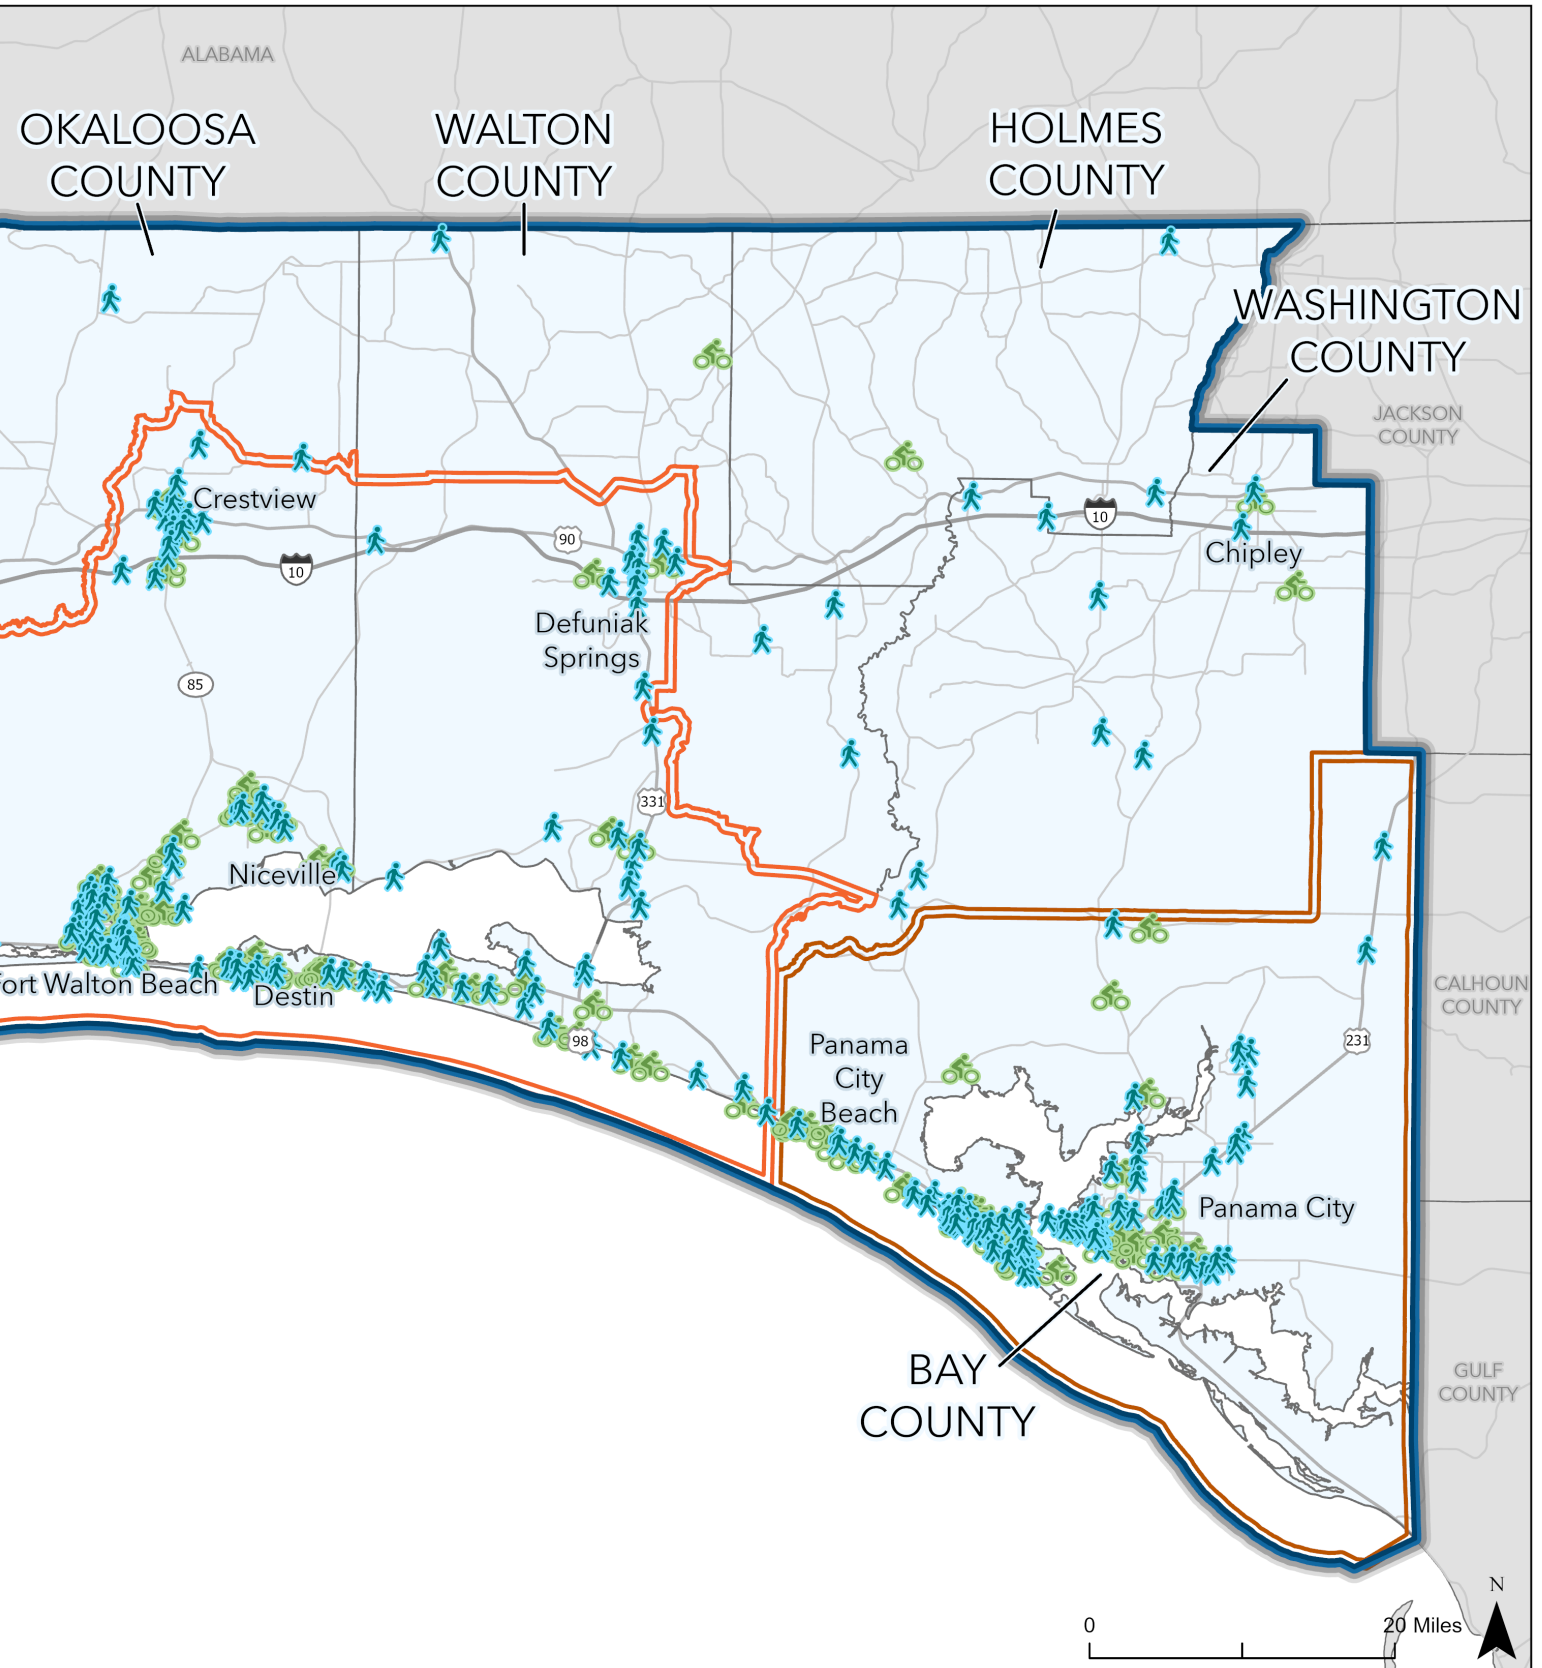 ALABAMA
OKALOOSA
COUNTY
WALTON
COUNTY
HOLMES
COUNTY
WASHINGTON
COUNTY
JACKSON
COUNTY
Crestview
90
10
10
Chipley
Defuniak
Springs
85
331
Niceville
ort Walton Beach
Destin
98
Panama
City
Beach
231
CALHOUN
COUNTY
Panama City
BAY
COUNTY
GULF
COUNTY
N
0
20 Miles